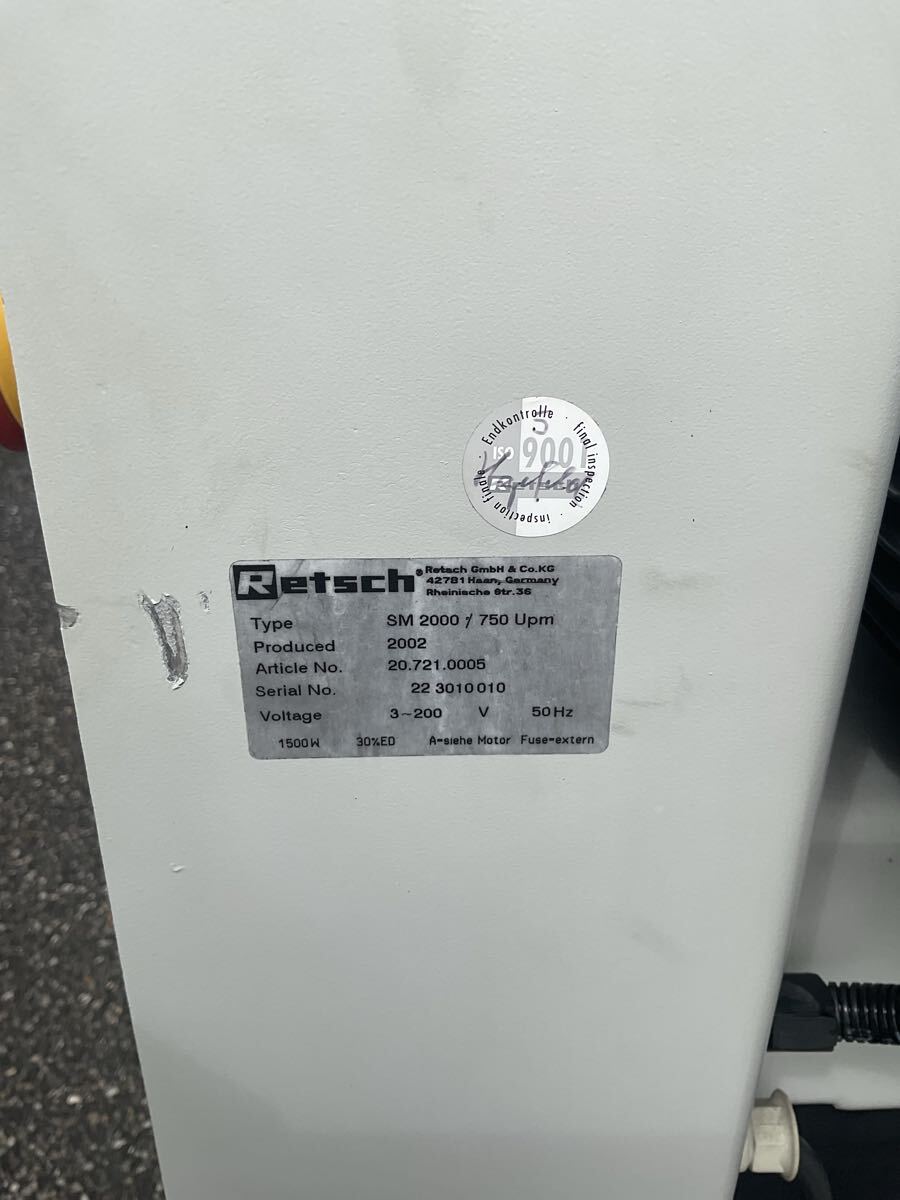 Endkontrolle · final inspection · inspection finale
ISO 9001
Retsch
Retsch® Retsch GmbH & Co.KG
42781 Haan, Germany
Rheinische Str.36
Type SM 2000 / 750 Upm
Produced 2002
Article No. 20.721.0005
Serial No. 22 3010010
Voltage 3~200 V 50Hz
1500W 30%ED A=siehe Motor Fuse=extern